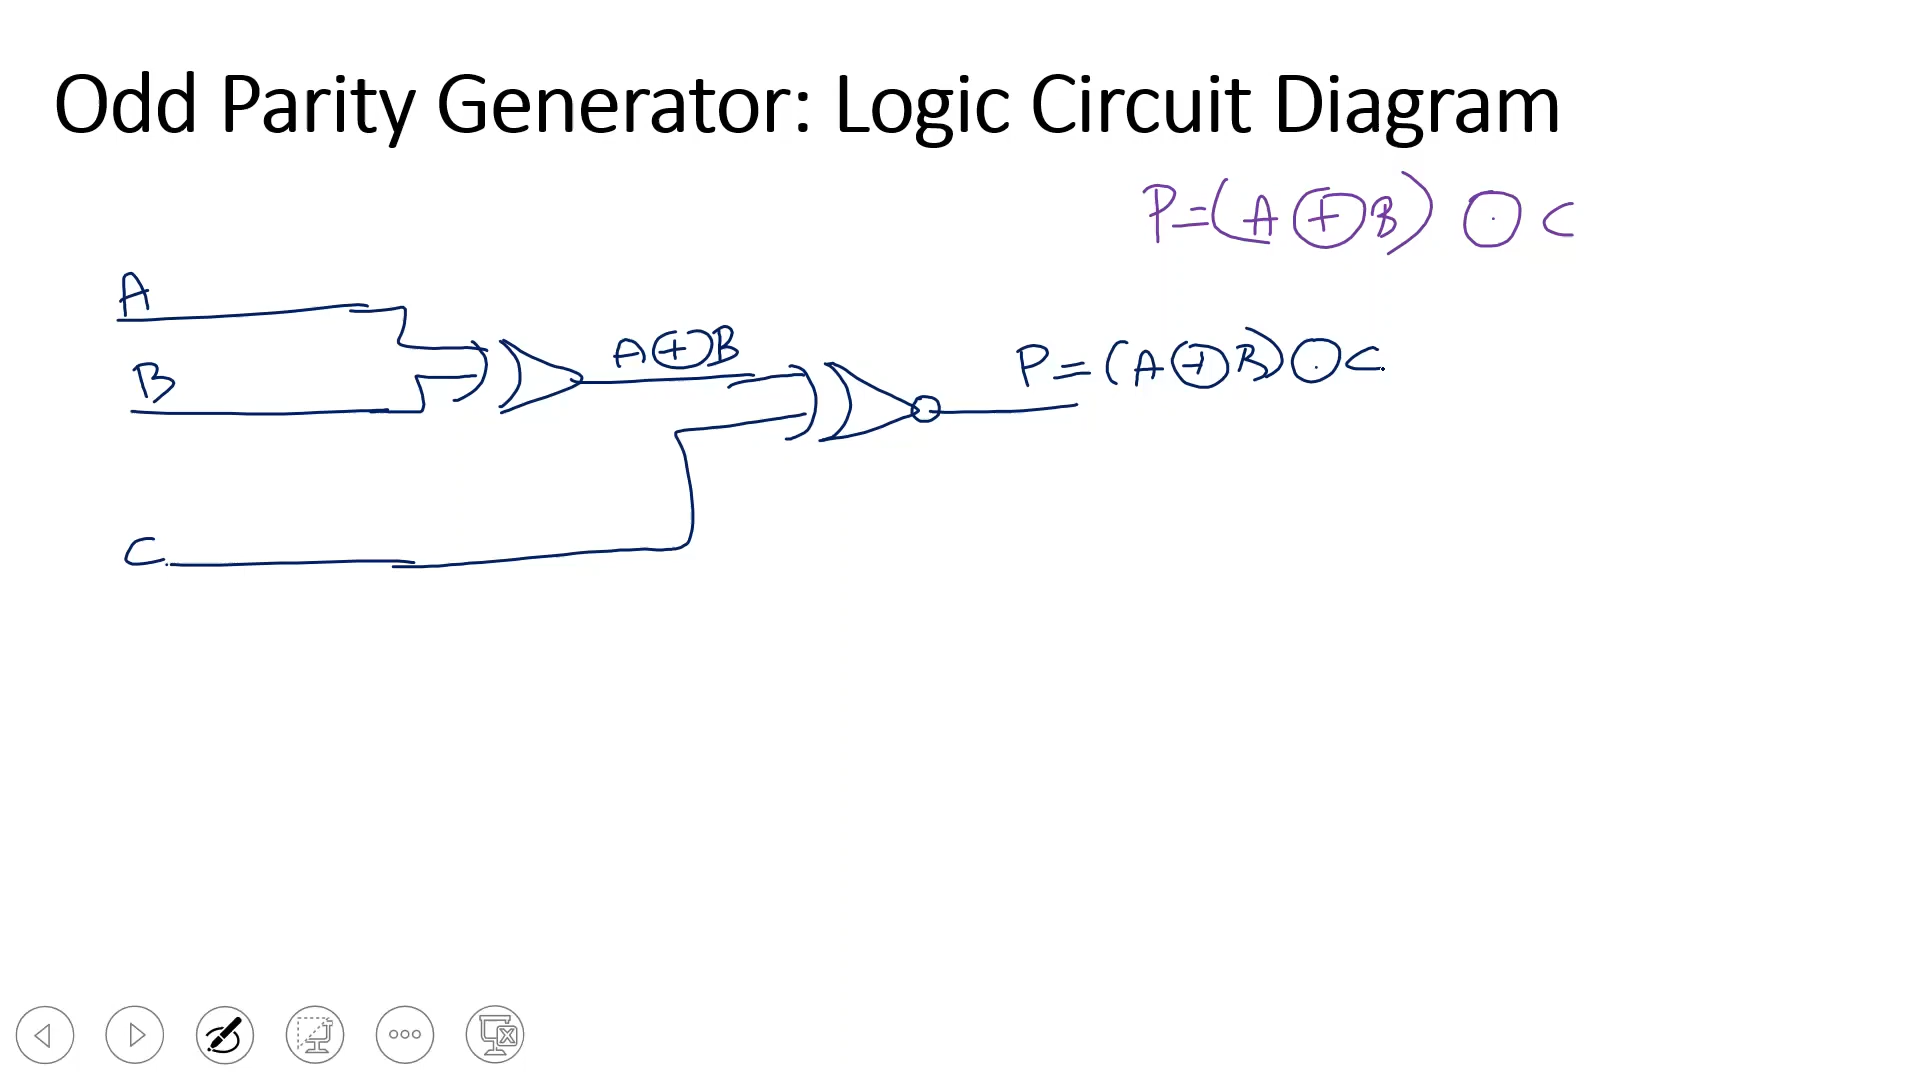 Odd Parity Generator: Logic Circuit Diagram
P=(A⊕B) ⊙ C
A
A⊕B
P=(A⊕B)⊙C
B
C